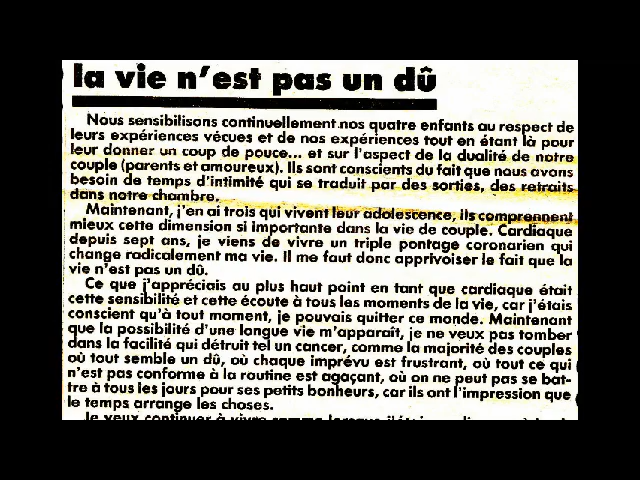 la vie n'est pas un dû
Nous sensibilisons continuellement nos quatre enfants au respect de
leurs expériences vécues et de nos expériences tout en étant là pour
leur donner un coup de pouce... et sur l'aspect de la dualité de notre
couple (parents et amoureux). Ils sont conscients du fait que nous avons
besoin de temps d'intimité qui se traduit par des sorties, des retraits
dans notre chambre.
Maintenant, j'en ai trois qui vivent leur adolescence, ils comprennent
mieux cette dimension si importante dans la vie de couple. Cardiaque
depuis sept ans, je viens de vivre un triple pontage coronarien qui
change radicalement ma vie. Il me faut donc apprivoiser le fait que la
vie n'est pas un dû.
Ce que j'appréciais au plus haut point en tant que cardiaque était
cette sensibilité et cette écoute à tous les moments de la vie, car j'étais
conscient qu'à tout moment, je pouvais quitter ce monde. Maintenant
que la possibilité d'une longue vie m'apparaît, je ne veux pas tomber
dans la facilité qui détruit tel un cancer, comme la majorité des couples
où tout semble un dû, où chaque imprévu est frustrant, où tout ce qui
n'est pas conforme à la routine est agaçant, où on ne peut pas se bat-
tre à tous les jours pour ses petits bonheurs, car ils ont l'impression que
le temps arrange les choses.
Je veux continuer à vivre comme lorsque